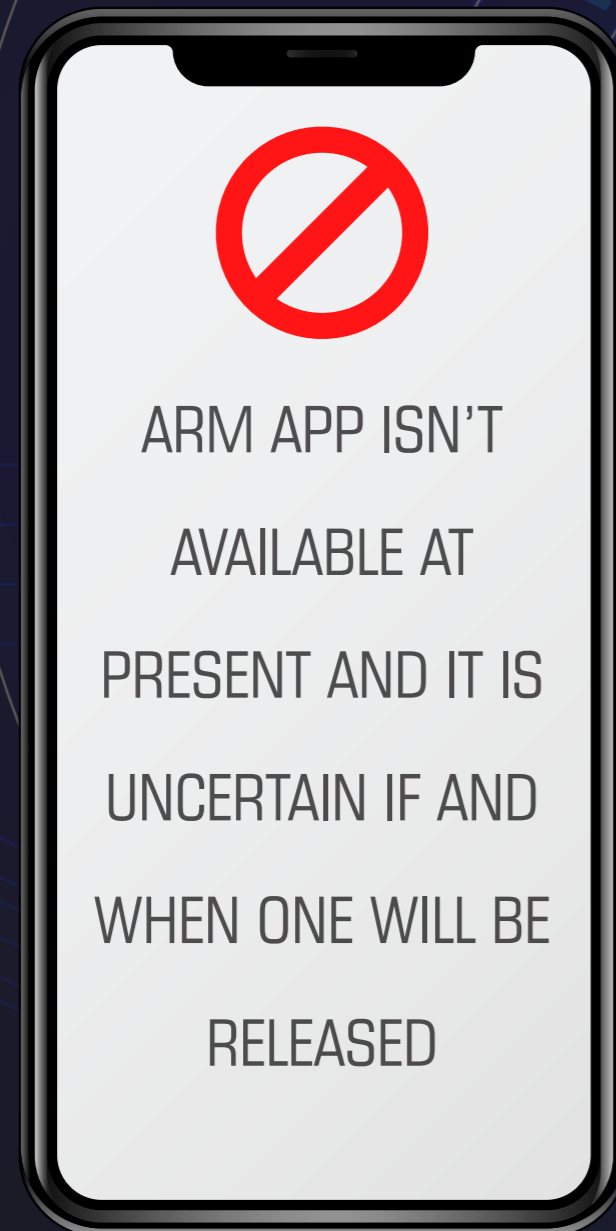 ARM APP ISN’T
AVAILABLE AT
PRESENT AND IT IS
UNCERTAIN IF AND
WHEN ONE WILL BE
RELEASED